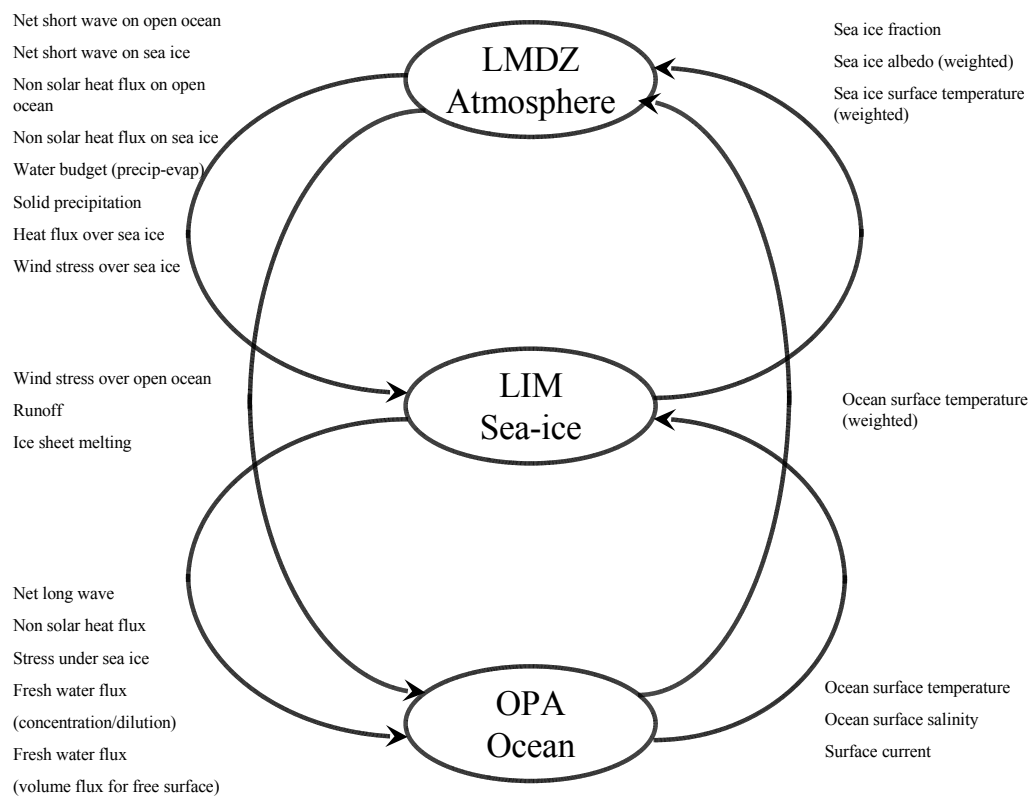 Net short wave on open ocean
Net short wave on sea ice
Non solar heat flux on open
ocean
Non solar heat flux on sea ice
Water budget (precip-evap)
Solid precipitation
Heat flux over sea ice
Wind stress over sea ice
LMDZ
Atmosphere
Sea ice fraction
Sea ice albedo (weighted)
Sea ice surface temperature
(weighted)
Wind stress over open ocean
Runoff
Ice sheet melting
LIM
Sea-ice
Ocean surface temperature
(weighted)
Net long wave
Non solar heat flux
Stress under sea ice
Fresh water flux
(concentration/dilution)
Fresh water flux
(volume flux for free surface)
OPA
Ocean
Ocean surface temperature
Ocean surface salinity
Surface current